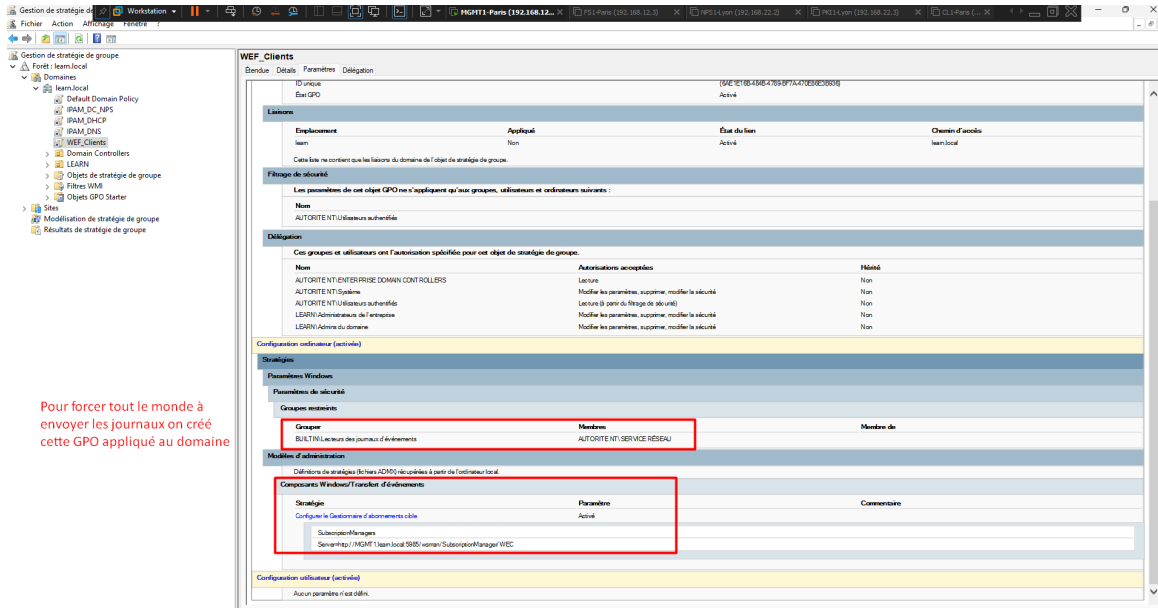 Gestion de stratégie de
Workstation
MGMT1-Paris (192.168.12...
PS1-Paris (192.168.12.3)
NPS1-Lyon (192.168.22.2)
PKI1-Lyon (192.168.22.3)
CL1-Paris (...
Fichier Action Affichage Fenêtre ?
Gestion de stratégie de groupe
Forêt : learn.local
Domaines
learn.local
Default Domain Policy
IPAM_DC_NPS
IPAM_DHCP
IPAM_DNS
WEF_Clients
Domain Controllers
LEARN
Objets de stratégie de groupe
Filtres WMI
Objets GPO Starter
Sites
Modélisation de stratégie de groupe
Résultats de stratégie de groupe
Pour forcer tout le monde à
envoyer les journaux on créé
cette GPO appliqué au domaine
WEF_Clients
Étendue Détails Paramètres Délégation
ID unique
État GPO Activé
Liaisons
Emplacement Appliqué État du lien Chemin d'accès
learn Non Activé learn.local
Cette liste ne contient que les liaisons du domaine de l'objet de stratégie de groupe.
Filtrage de sécurité
Les paramètres de cet objet GPO ne s'appliquent qu'aux groupes, utilisateurs et ordinateurs suivants :
Nom
AUTORITE NT\Utilisateurs authentifiés
Délégation
Ces groupes et utilisateurs ont l'autorisation spécifiée pour cet objet de stratégie de groupe.
Nom Autorisations acceptées Hérité
AUTORITE NT\ENTERPRISE DOMAIN CONTROLLERS Lecture Non
AUTORITE NT\Système Modifier les paramètres, supprimer, modifier la sécurité Non
AUTORITE NT\Utilisateurs authentifiés Lecture (à partir du filtrage de sécurité) Non
LEARN\Administrateurs de l'entreprise Modifier les paramètres, supprimer, modifier la sécurité Non
LEARN\Admins du domaine Modifier les paramètres, supprimer, modifier la sécurité Non
Configuration ordinateur (activée)
Stratégies
Paramètres Windows
Paramètres de sécurité
Groupes restreints
Grouper Membres Membre de
BUILTIN\Lecteurs des journaux d'événements AUTORITE NT\SERVICE RÉSEAU
Modèles d'administration
Définitions de stratégies (fichiers ADMX) récupérées à partir de l'ordinateur local.
Composants Windows/Transfert d'événements
Stratégie Paramètre Commentaire
Configurer le Gestionnaire d'abonnements cible Activé
SubscriptionManagers
Server=http://MGMT1.learn.local:5985/wsman/SubscriptionManager/WEC
Configuration utilisateur (activée)
Aucun paramètre n'est défini.